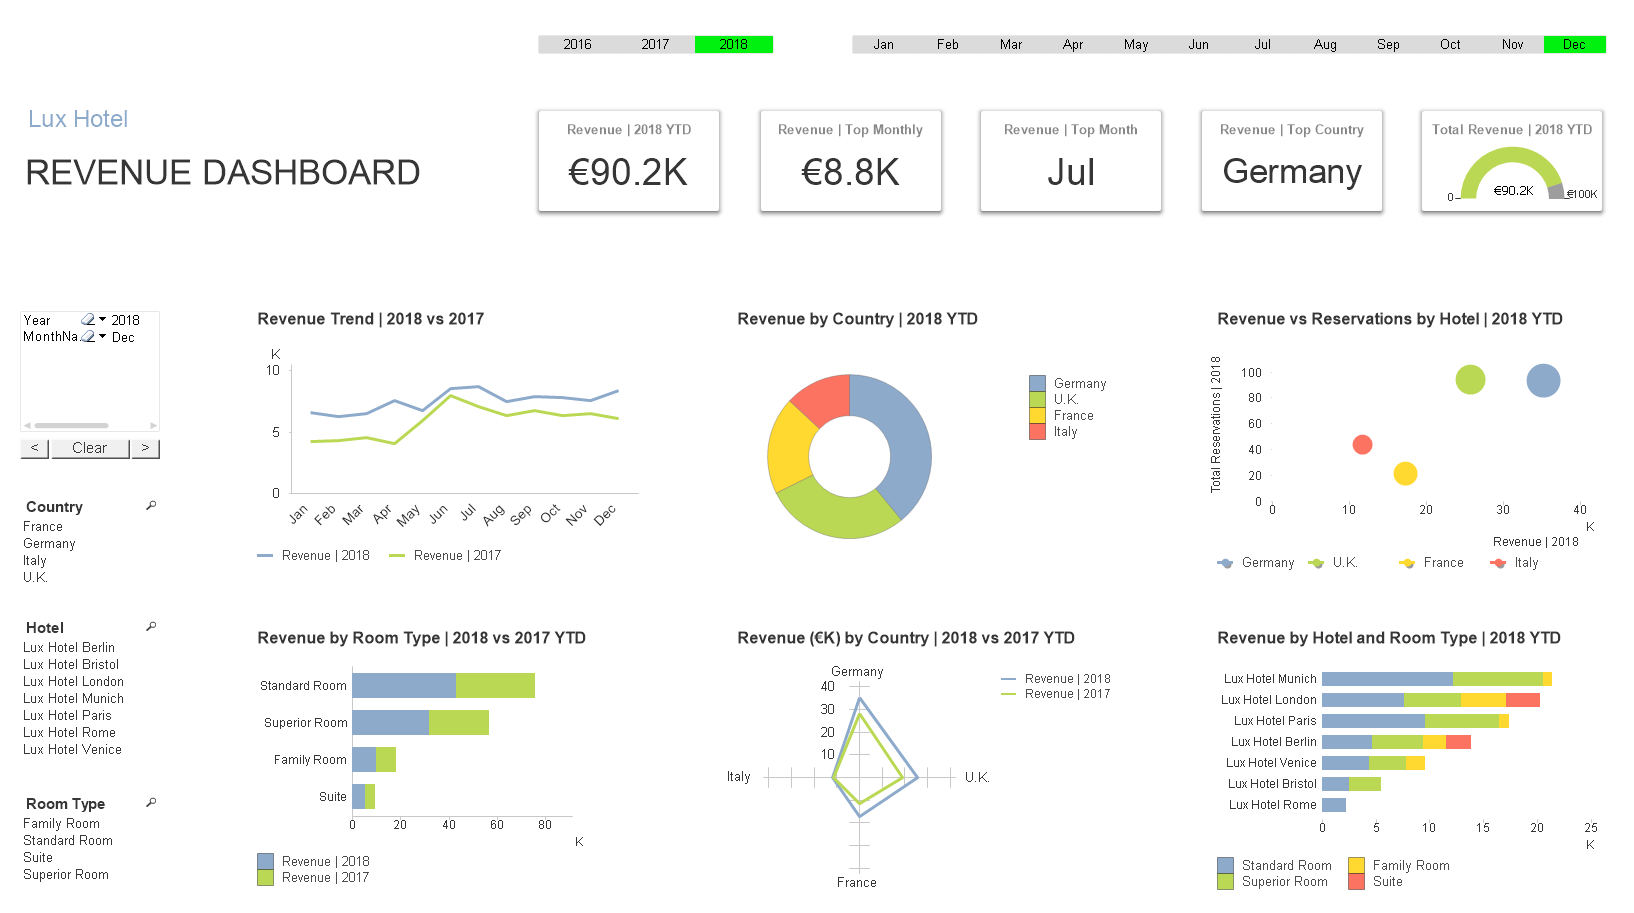 2016 2017 2018 Jan Feb Mar Apr May Jun Jul Aug Sep Oct Nov Dec
Lux Hotel
REVENUE DASHBOARD
Revenue | 2018 YTD
€90.2K
Revenue | Top Monthly
€8.8K
Revenue | Top Month
Jul
Revenue | Top Country
Germany
Total Revenue | 2018 YTD
0 €90.2K €100K
Year 2018
MonthNa... Dec
< Clear >
Country
France
Germany
Italy
U.K.
Hotel
Lux Hotel Berlin
Lux Hotel Bristol
Lux Hotel London
Lux Hotel Munich
Lux Hotel Paris
Lux Hotel Rome
Lux Hotel Venice
Room Type
Family Room
Standard Room
Suite
Superior Room
Revenue Trend | 2018 vs 2017
K
10
5
0
Jan Feb Mar Apr May Jun Jul Aug Sep Oct Nov Dec
Revenue | 2018 Revenue | 2017
Revenue by Country | 2018 YTD
Germany
U.K.
France
Italy
Revenue vs Reservations by Hotel | 2018 YTD
Total Reservations | 2018
100
80
60
40
20
0
0 10 20 30 40
K
Revenue | 2018
Germany U.K. France Italy
Revenue by Room Type | 2018 vs 2017 YTD
Standard Room
Superior Room
Family Room
Suite
0 20 40 60 80
K
Revenue | 2018
Revenue | 2017
Revenue (€K) by Country | 2018 vs 2017 YTD
Germany
40
30
20
10
Italy U.K.
France
Revenue | 2018
Revenue | 2017
Revenue by Hotel and Room Type | 2018 YTD
Lux Hotel Munich
Lux Hotel London
Lux Hotel Paris
Lux Hotel Berlin
Lux Hotel Venice
Lux Hotel Bristol
Lux Hotel Rome
0 5 10 15 20 25
K
Standard Room Family Room
Superior Room Suite